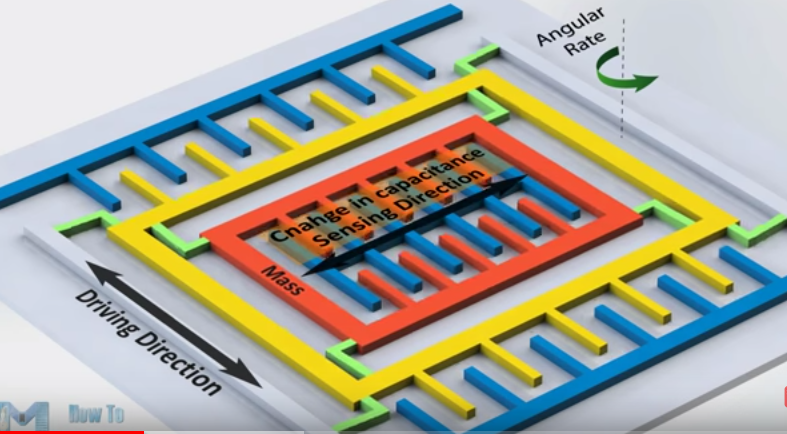 Angular
Rate
Cnahge in capacitance
Sensing Direction
Mass
Driving Direction
How To